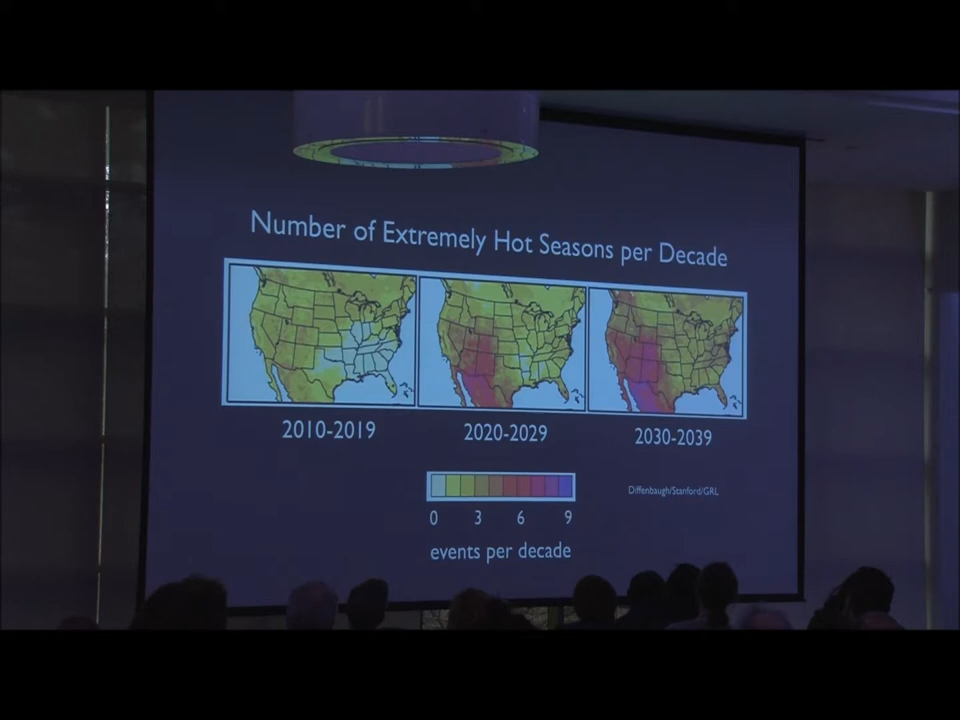 Number of Extremely Hot Seasons per Decade
2010-2019 2020-2029 2030-2039
Diffenbaugh/Stanford/GRL
0 3 6 9
events per decade